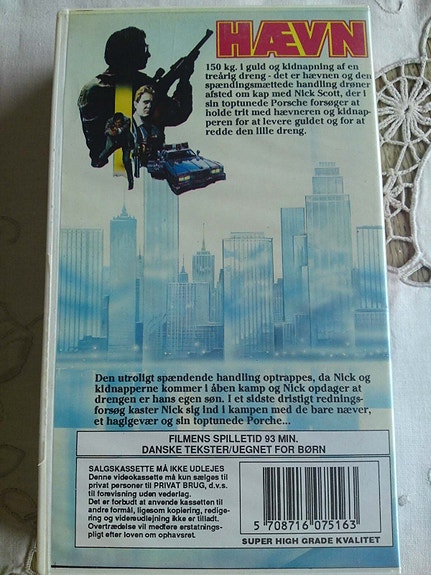 HÆVN
150 kg. i guld og kidnapning af en
treårig dreng - det er hævnen og den
spændingsmættede handling drøner
afsted om kap med Nick Scott, der i
sin toptunede Porsche forsøger at
holde trit med hævneren og kidnap-
peren for at levere guldet og for at
redde den lille dreng.
Den utroligt spændende handling optrappes, da Nick og
kidnapperne kommer i åben kamp og Nick opdager at
drengen er hans egen søn. I et sidste dristigt rednings-
forsøg kaster Nick sig ind i kampen med de bare næver,
et haglgevær og sin toptunede Porche...
FILMENS SPILLETID 93 MIN.
DANSKE TEKSTER/UEGNET FOR BØRN
SALGSKASSETTE MÅ IKKE UDLEJES
Denne videokassette må kun sælges til
privat personer til PRIVAT BRUG, d.v.s.
til forevisning uden vederlag.
Det er forbudt at anvende kassetten til
andre formål, ligesom kopiering, redige-
ring og videreudlejning ikke er tilladt.
Overtrædelse vil medføre erstatnings-
pligt efter loven om ophavsret.
5 708716 075163
SUPER HIGH GRADE KVALITET